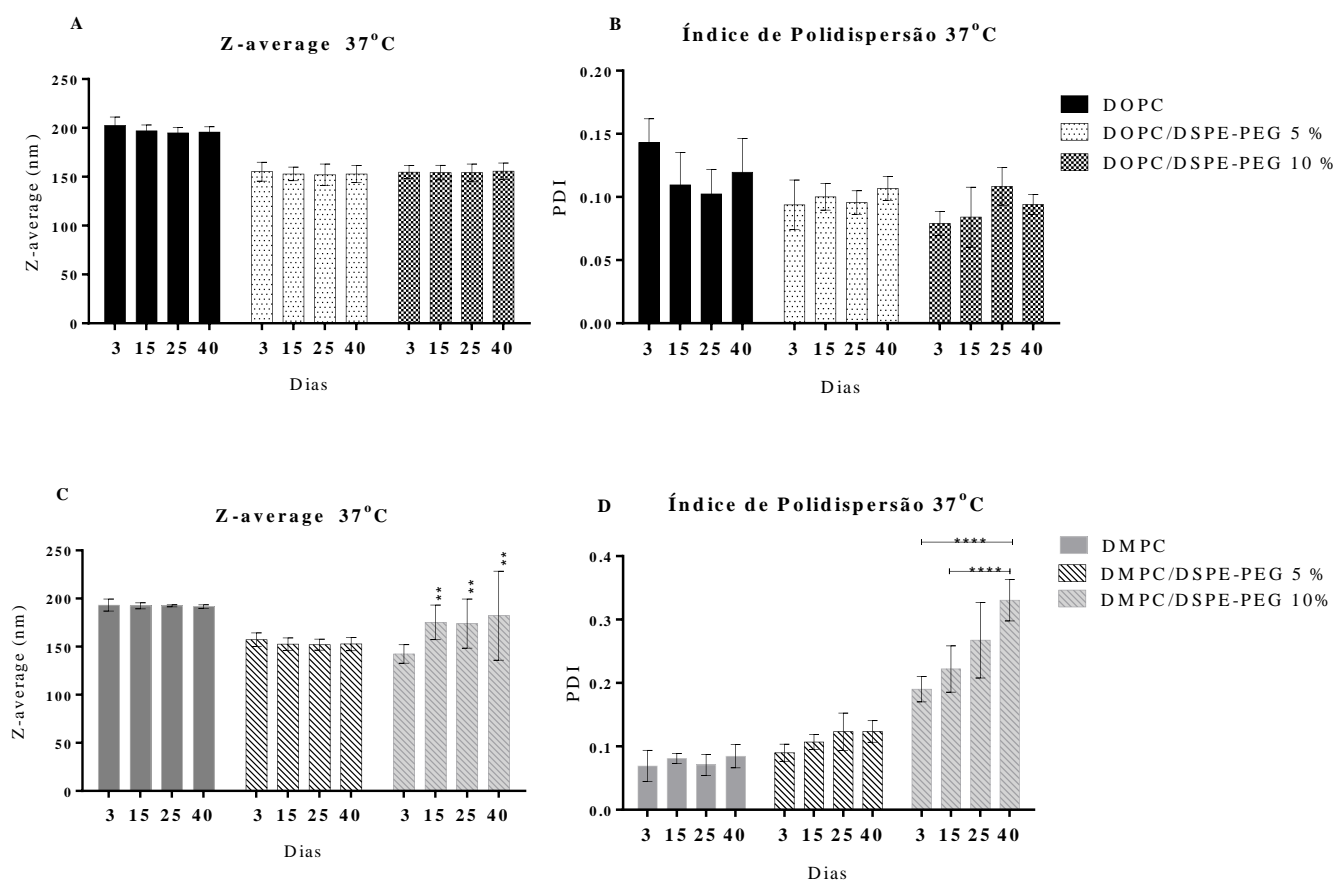 A
Z-average 37°C
Z-average (nm)
250
200
150
100
50
0
3 15 25 40 3 15 25 40 3 15 25 40
Dias
B
Índice de Polidispersão 37°C
PDI
0.20
0.15
0.10
0.05
0.00
3 15 25 40 3 15 25 40 3 15 25 40
Dias
DOPC
DOPC/DSPE-PEG 5 %
DOPC/DSPE-PEG 10 %
C
Z-average 37°C
Z-average (nm)
250
200
150
100
50
0
** ** **
3 15 25 40 3 15 25 40 3 15 25 40
Dias
D
Índice de Polidispersão 37°C
PDI
0.4
0.3
0.2
0.1
0.0
****
****
3 15 25 40 3 15 25 40 3 15 25 40
Dias
DMPC
DMPC/DSPE-PEG 5 %
DMPC/DSPE-PEG 10%